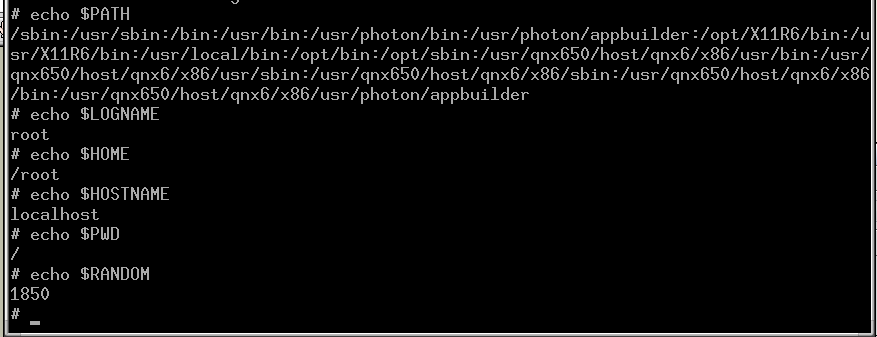 # echo $PATH
/sbin:/usr/sbin:/bin:/usr/bin:/usr/photon/bin:/usr/photon/appbuilder:/opt/X11R6/bin:/u
sr/X11R6/bin:/usr/local/bin:/opt/bin:/opt/sbin:/usr/qnx650/host/qnx6/x86/usr/bin:/usr/
qnx650/host/qnx6/x86/usr/sbin:/usr/qnx650/host/qnx6/x86/sbin:/usr/qnx650/host/qnx6/x86
/bin:/usr/qnx650/host/qnx6/x86/usr/photon/appbuilder
# echo $LOGNAME
root
# echo $HOME
/root
# echo $HOSTNAME
localhost
# echo $PWD
/
# echo $RANDOM
1850
# _